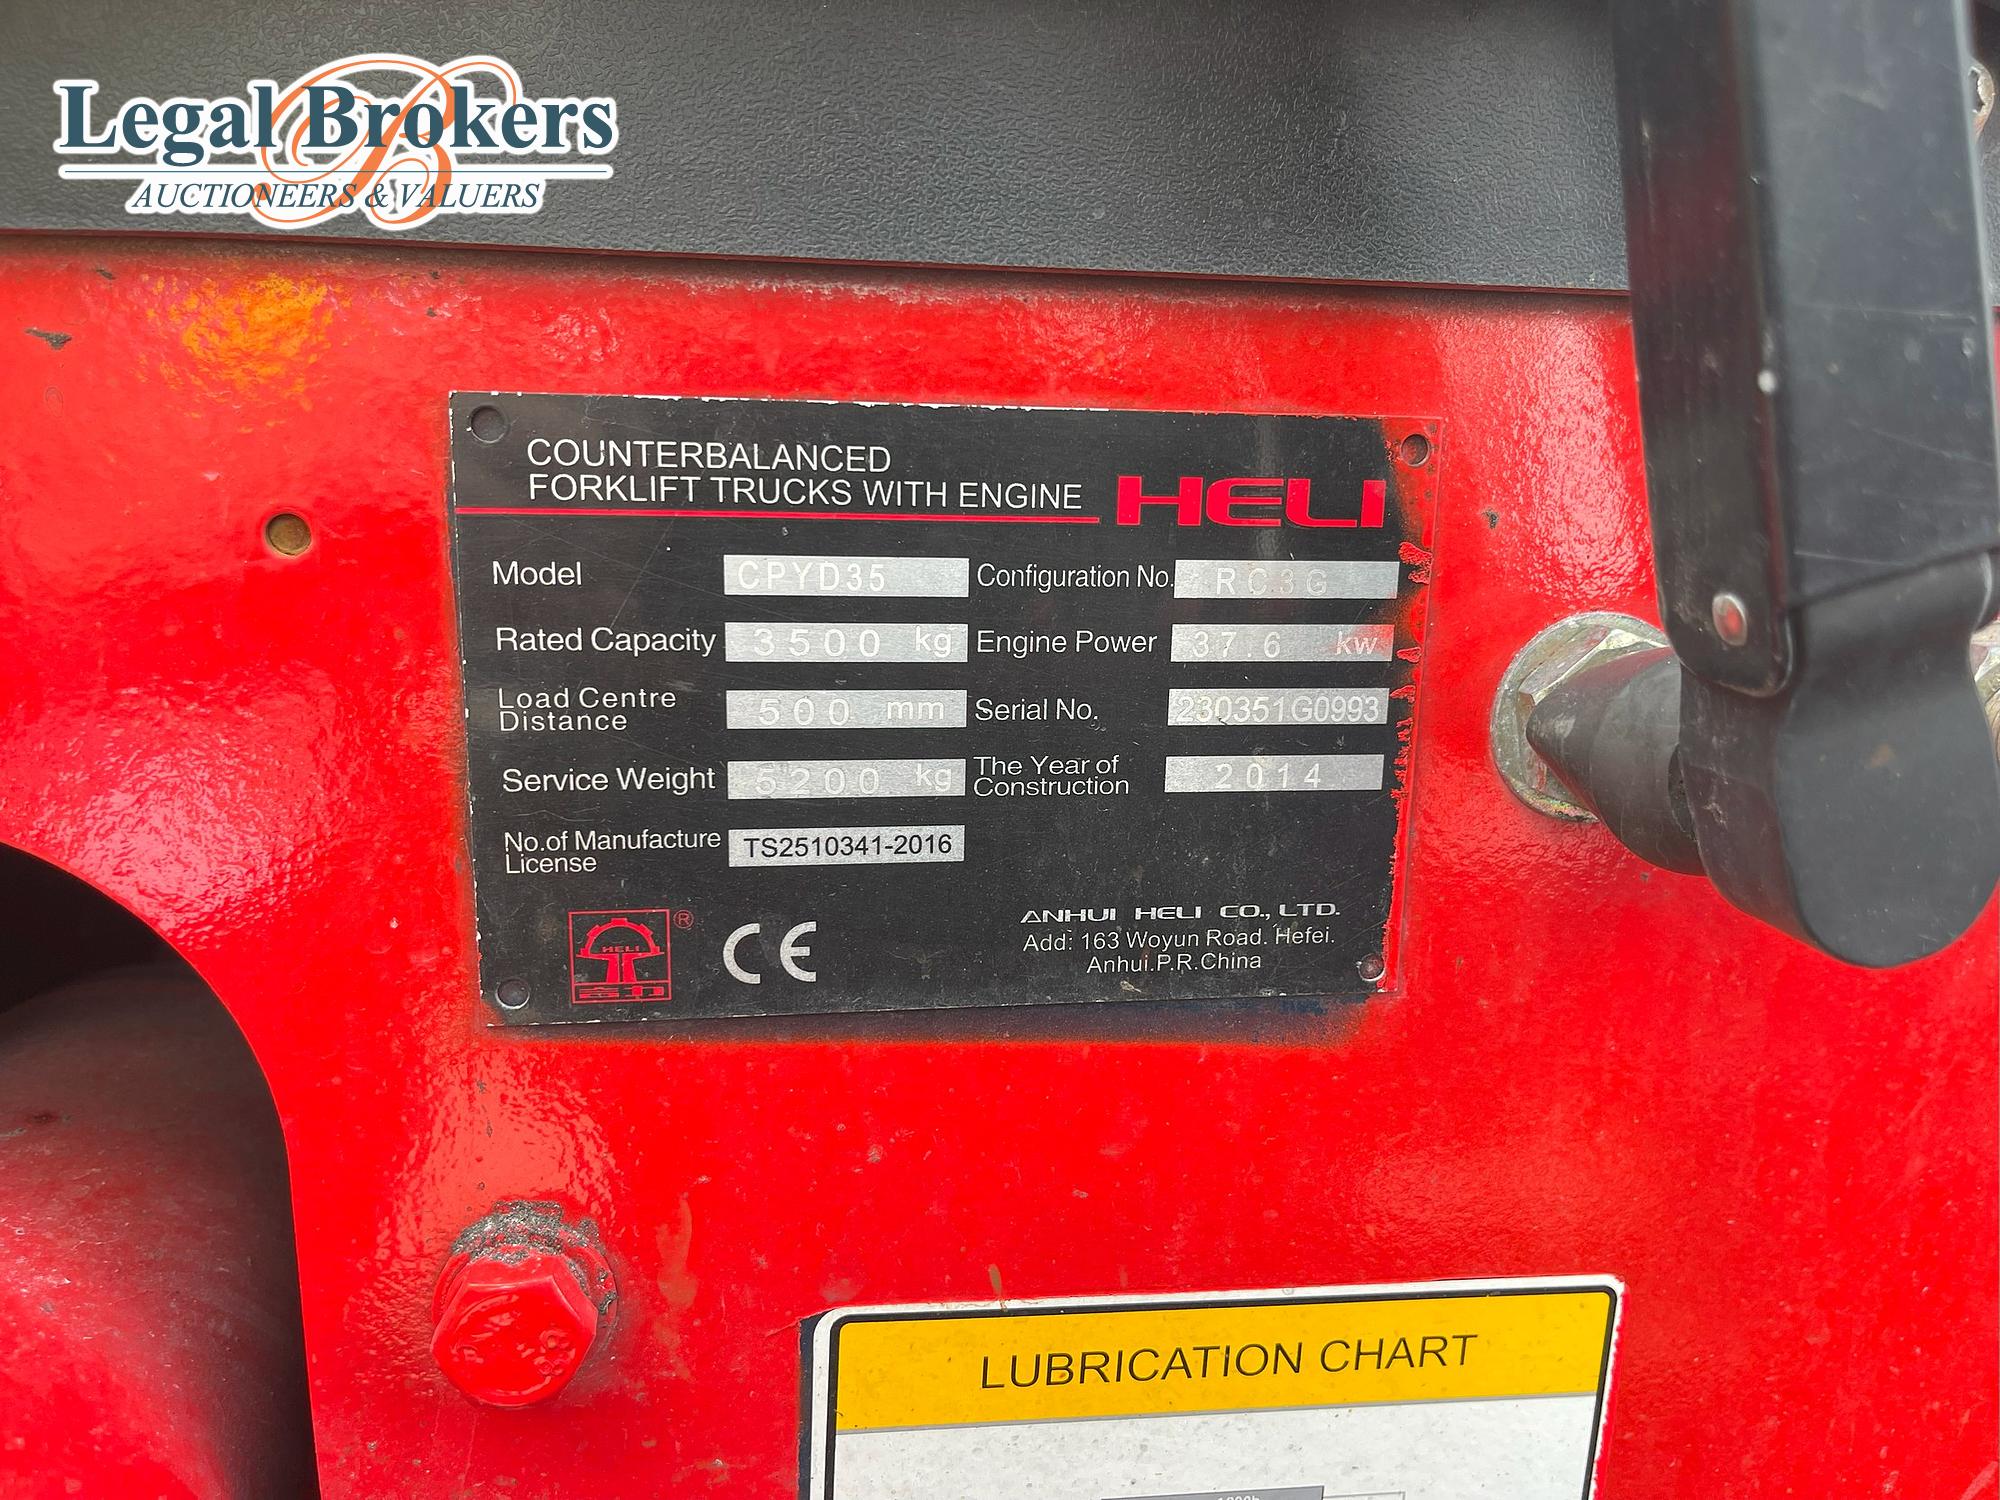 Legal Brokers
AUCTIONEERS & VALUERS
COUNTERBALANCED
FORKLIFT TRUCKS WITH ENGINE
HELI
Model CPYD35 Configuration No. RC3G
Rated Capacity 3500 kg Engine Power 37.6 kw
Load Centre
Distance 500 mm Serial No. 230351G0993
Service Weight 5200 kg The Year of
Construction 2014
No.of Manufacture
License TS2510341-2016
HELI
合力
®
CE
ANHUI HELI CO., LTD.
Add: 163 Woyun Road. Hefei.
Anhui.P.R.China
LUBRICATION CHART